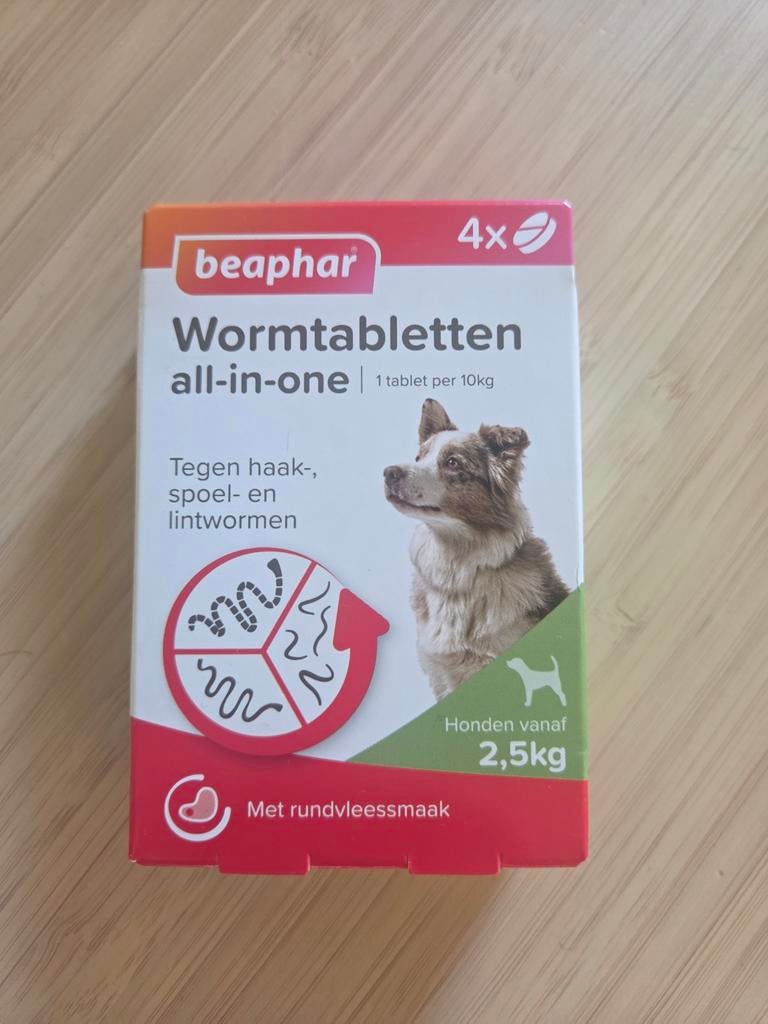 beaphar®
4x
Wormtabletten
all-in-one | 1 tablet per 10kg
Tegen haak-,
spoel- en
lintwormen
Honden vanaf
2,5kg
Met rundvleessmaak